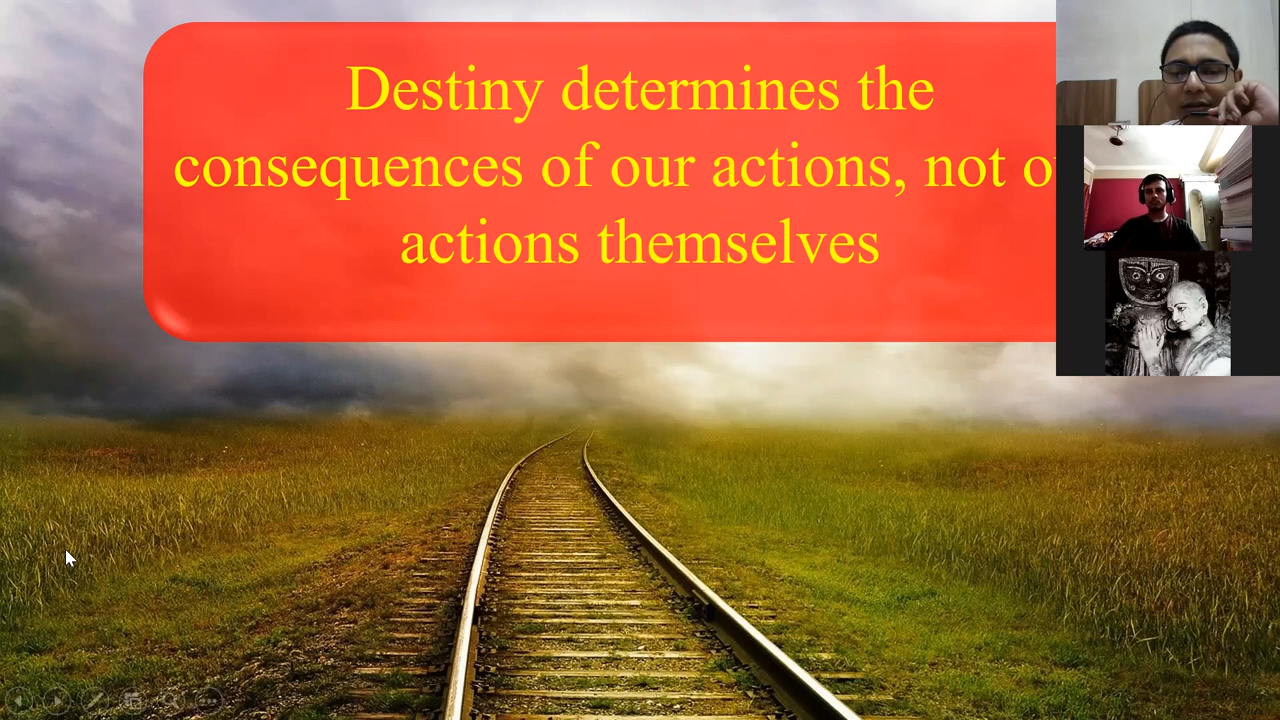 Destiny determines the
consequences of our actions, not
actions themselves